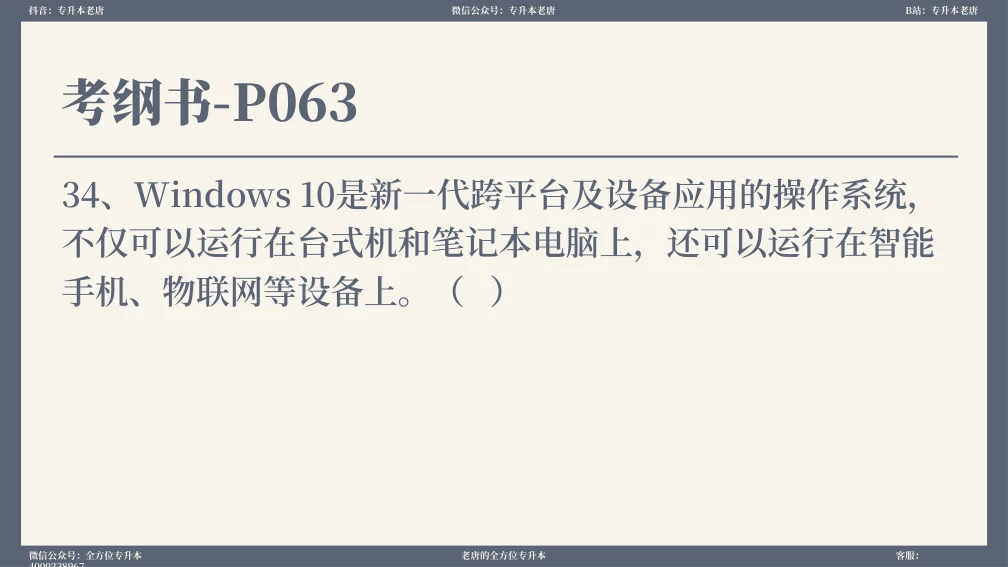 抖音：专升本老唐
微信公众号：专升本老唐
B站：专升本老唐
考纲书-P063
34、Windows 10是新一代跨平台及设备应用的操作系统，
不仅可以运行在台式机和笔记本电脑上，还可以运行在智能
手机、物联网等设备上。（ ）
微信公众号：全方位专升本
老唐的全方位专升本
客服：
4000238967